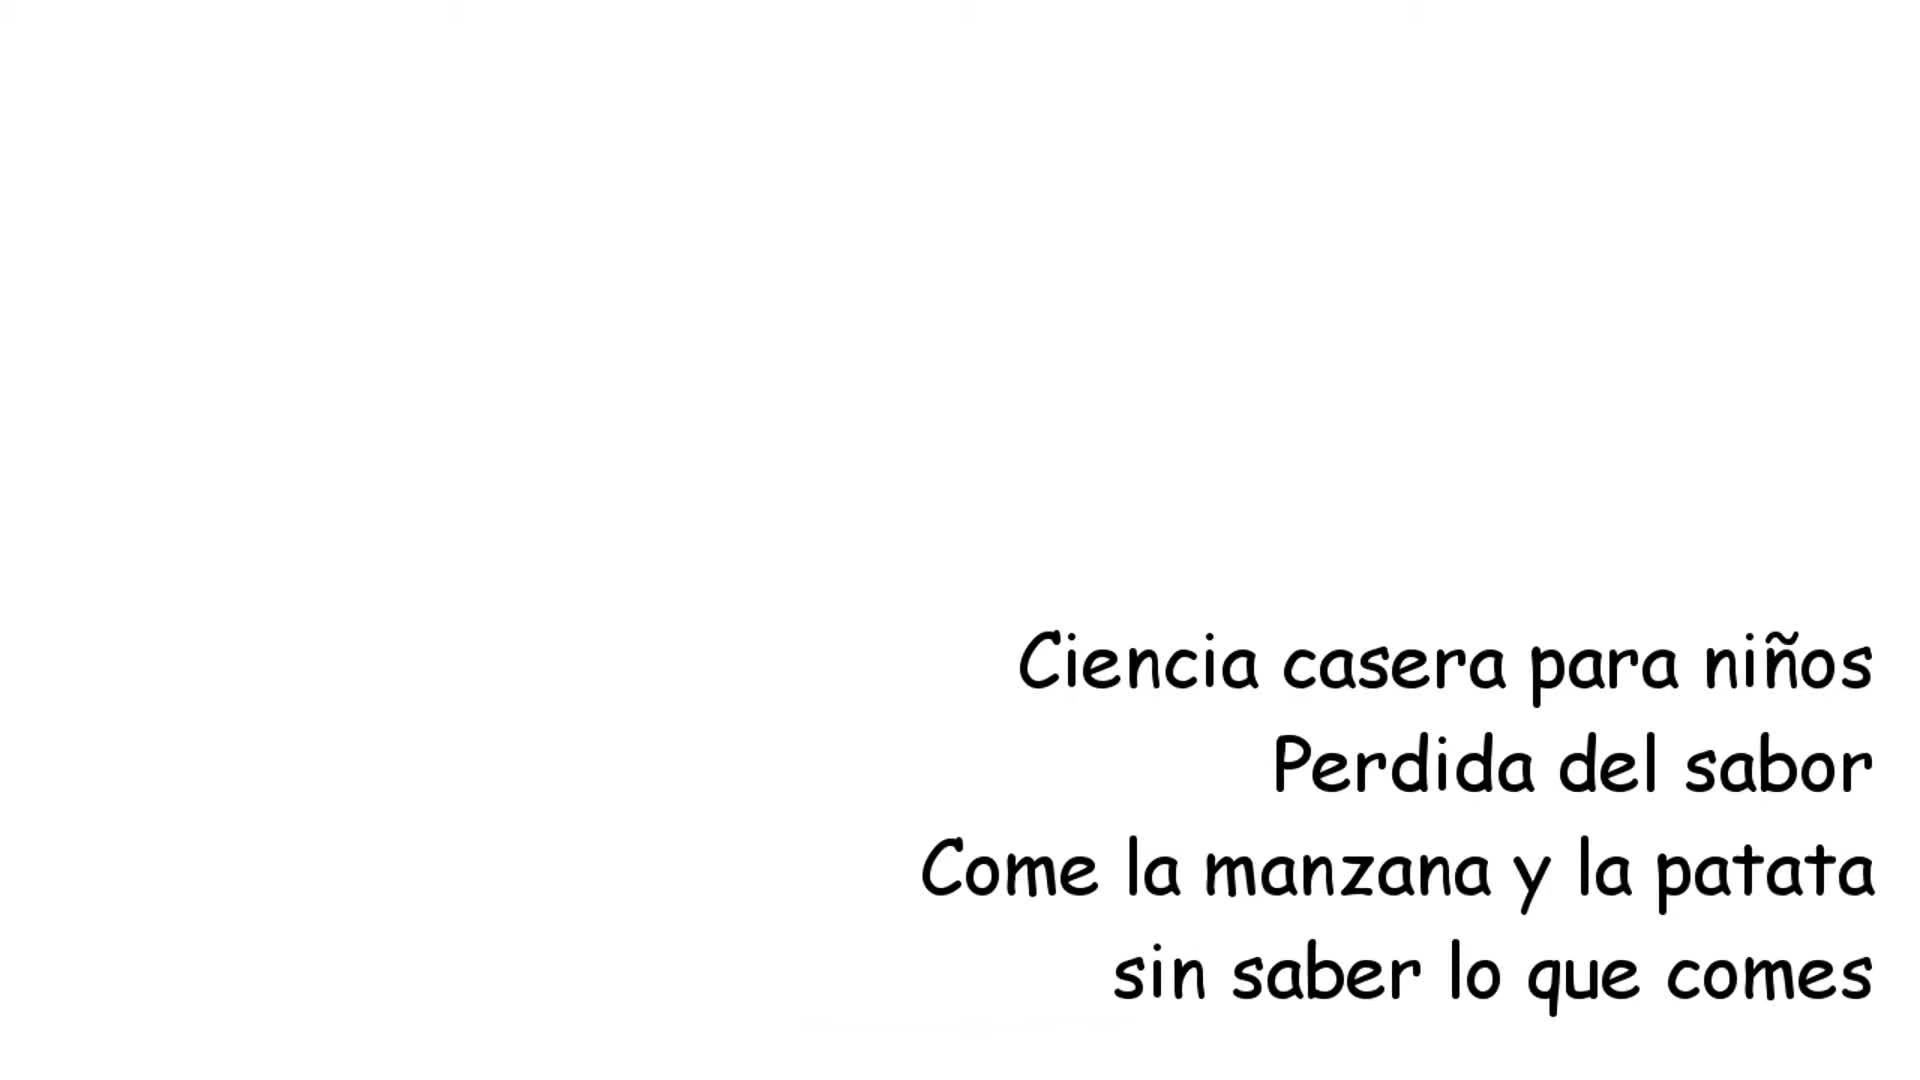 Ciencia casera para niños
Perdida del sabor
Come la manzana y la patata
sin saber lo que comes